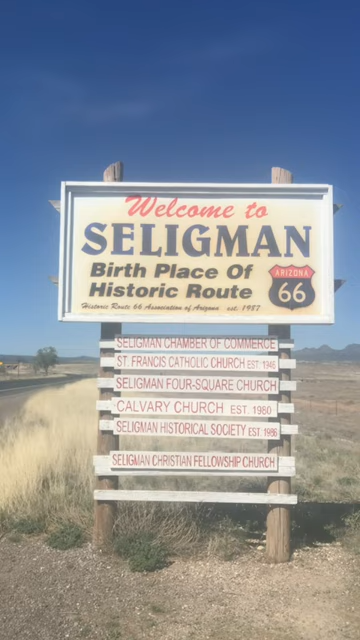 Welcome to
SELIGMAN
Birth Place Of
Historic Route
ARIZONA
66
Historic Route 66 Association of Arizona est. 1987
SELIGMAN CHAMBER OF COMMERCE
ST. FRANCIS CATHOLIC CHURCH EST. 1946
SELIGMAN FOUR-SQUARE CHURCH
CALVARY CHURCH EST. 1980
SELIGMAN HISTORICAL SOCIETY EST. 1986
SELIGMAN CHRISTIAN FELLOWSHIP CHURCH